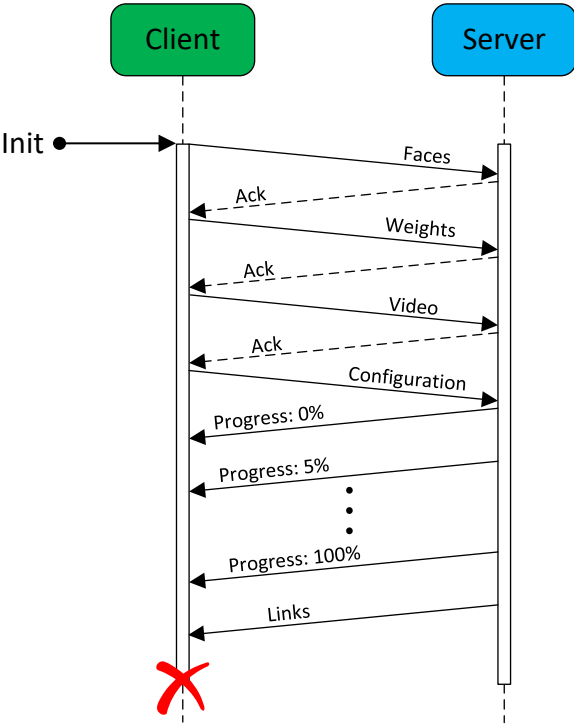 Client
Server
Init
Faces
Ack
Weights
Ack
Video
Ack
Configuration
Progress: 0%
Progress: 5%
Progress: 100%
Links